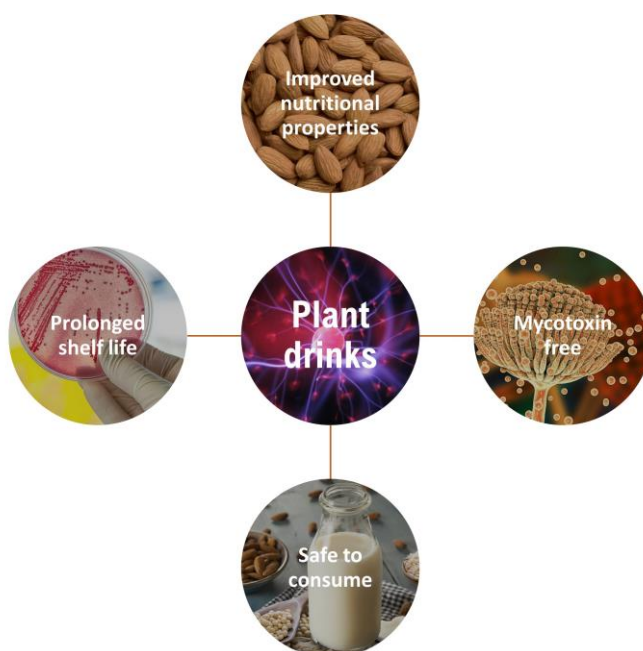 Improved
nutritional
properties
Prolonged
shelf life
Plant
drinks
Mycotoxin
free
Safe to
consume